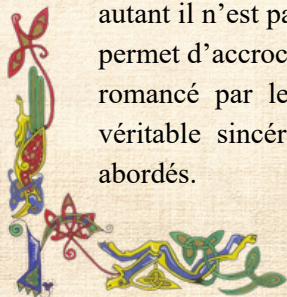 autant il n’est pa
permet d’accroc
romancé par le
véritable sincér
abordés.